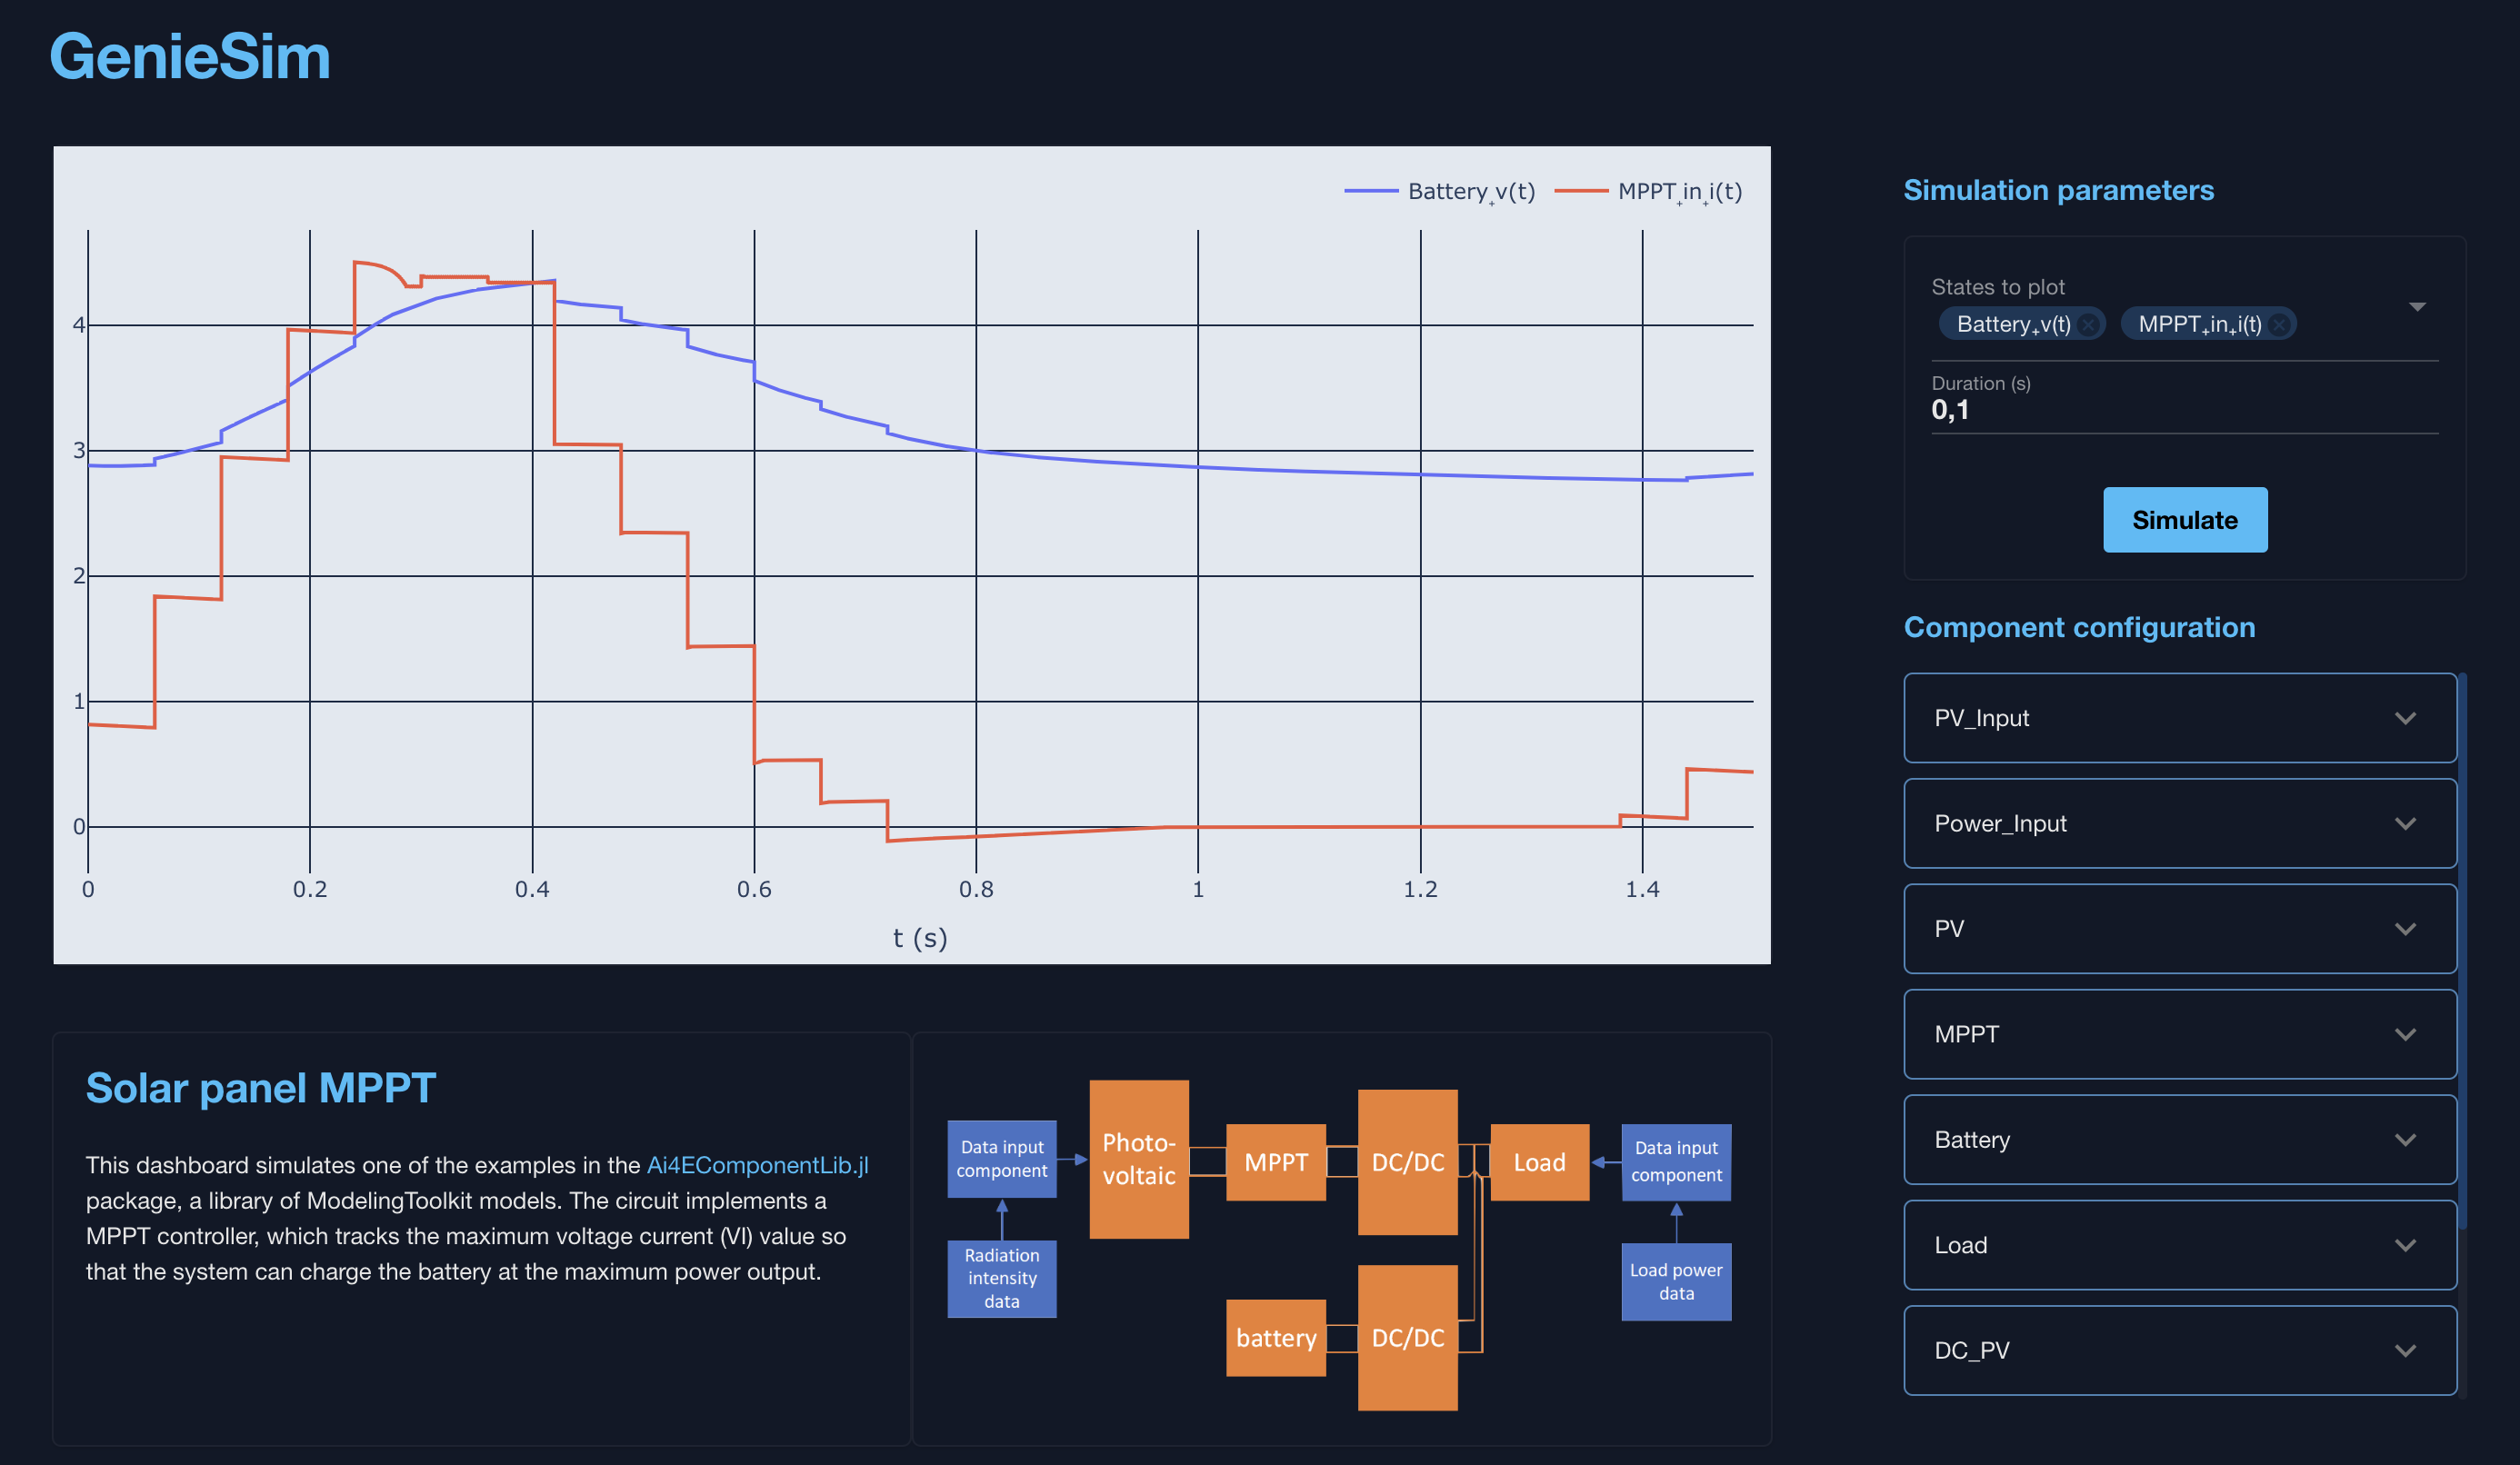 GenieSim
Battery₊v(t) MPPT₊in₊i(t)
4
3
2
1
0
0 0.2 0.4 0.6 0.8 1 1.2 1.4
t (s)
Simulation parameters
States to plot
Battery₊v(t) MPPT₊in₊i(t)
Duration (s)
0,1
Simulate
Component configuration
PV_Input
Power_Input
PV
MPPT
Battery
Load
DC_PV
Solar panel MPPT
This dashboard simulates one of the examples in the Ai4EComponentLib.jl
package, a library of ModelingToolkit models. The circuit implements a
MPPT controller, which tracks the maximum voltage current (VI) value so
that the system can charge the battery at the maximum power output.
Data input
component
Radiation
intensity
data
Photo-
voltaic
MPPT
DC/DC
Load
Data input
component
Load power
data
battery
DC/DC